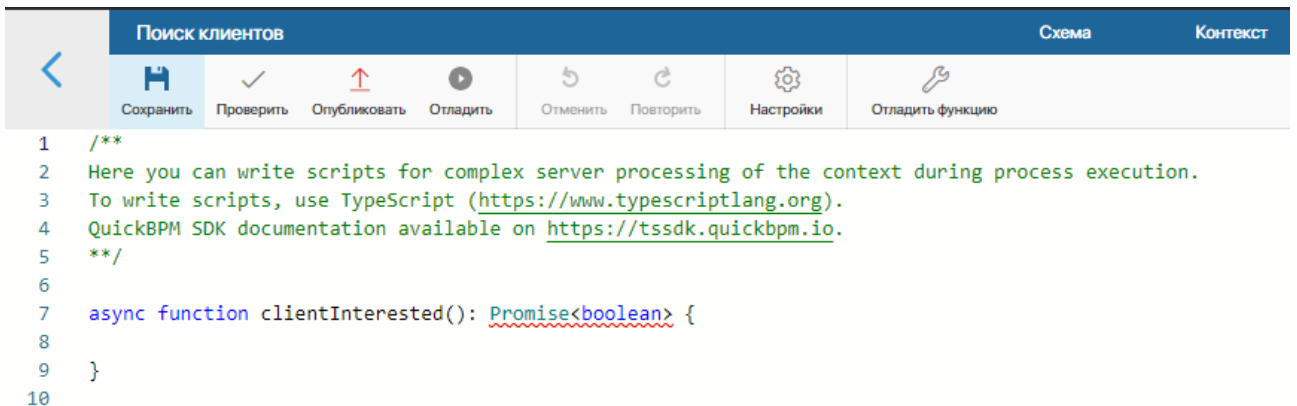 Поиск клиентов Схема Контекст
Сохранить Проверить Опубликовать Отладить Отменить Повторить Настройки Отладить функцию
1 /**
2 Here you can write scripts for complex server processing of the context during process execution.
3 To write scripts, use TypeScript (https://www.typescriptlang.org).
4 QuickBPM SDK documentation available on https://tssdk.quickbpm.io.
5 **/
6
7 async function clientInterested(): Promise<boolean> {
8
9 }
10